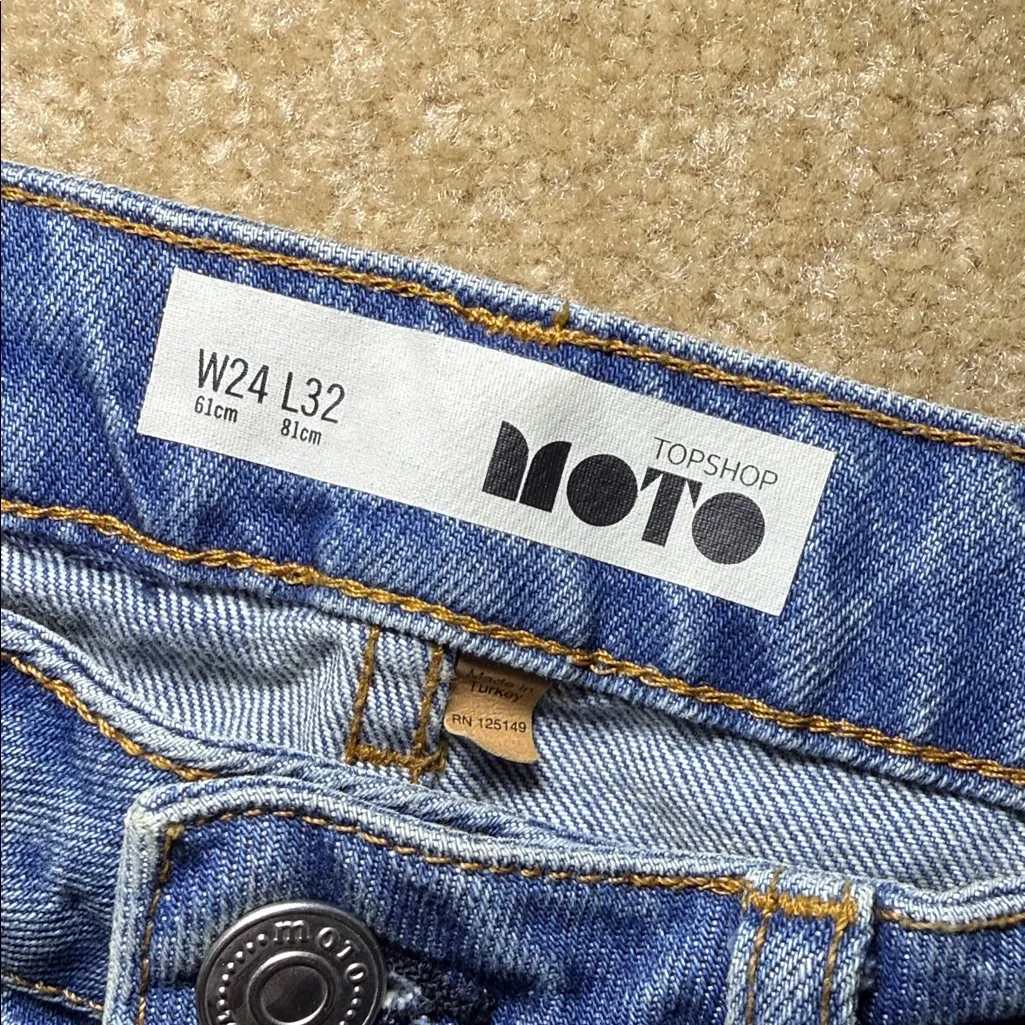 W24 L32
61cm 81cm
TOPSHOP
MOTO
Made in
Turkey
RN 125149
moto